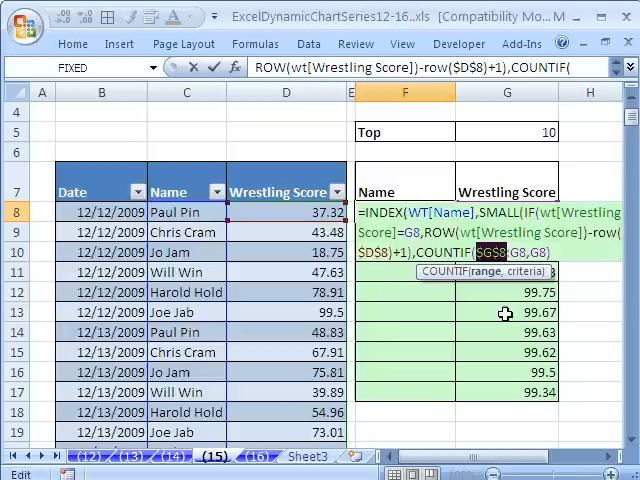 ExcelDynamicChartSeries12-16..xls [Compatibility Mo...
Home Insert Page Layout Formulas Data Review View Add-Ins
FIXED ROW(wt[Wrestling Score])-row($D$8)+1),COUNTIF(
A B C D E F G H
4
5 Top 10
6
7 Date Name Wrestling Score Name Wrestling Score
8 12/12/2009 Paul Pin 37.32 =INDEX(WT[Name],SMALL(IF(wt[Wrestling
9 12/12/2009 Chris Cram 43.48 Score]=G8,ROW(wt[Wrestling Score])-row(
10 12/12/2009 Jo Jam 18.75 $D$8)+1),COUNTIF($G$8:G8,G8)
COUNTIF(range, criteria)
11 12/12/2009 Will Win 47.63 3
12 12/12/2009 Harold Hold 78.91 99.75
13 12/12/2009 Joe Jab 99.5 99.67
14 12/13/2009 Paul Pin 48.83 99.63
15 12/13/2009 Chris Cram 67.91 99.62
16 12/13/2009 Jo Jam 75.81 99.5
17 12/13/2009 Will Win 39.89 99.34
18 12/13/2009 Harold Hold 54.96
19 12/13/2009 Joe Jab 73.01
(12) (13) (14) (15) (16) Sheet3
Edit 100%